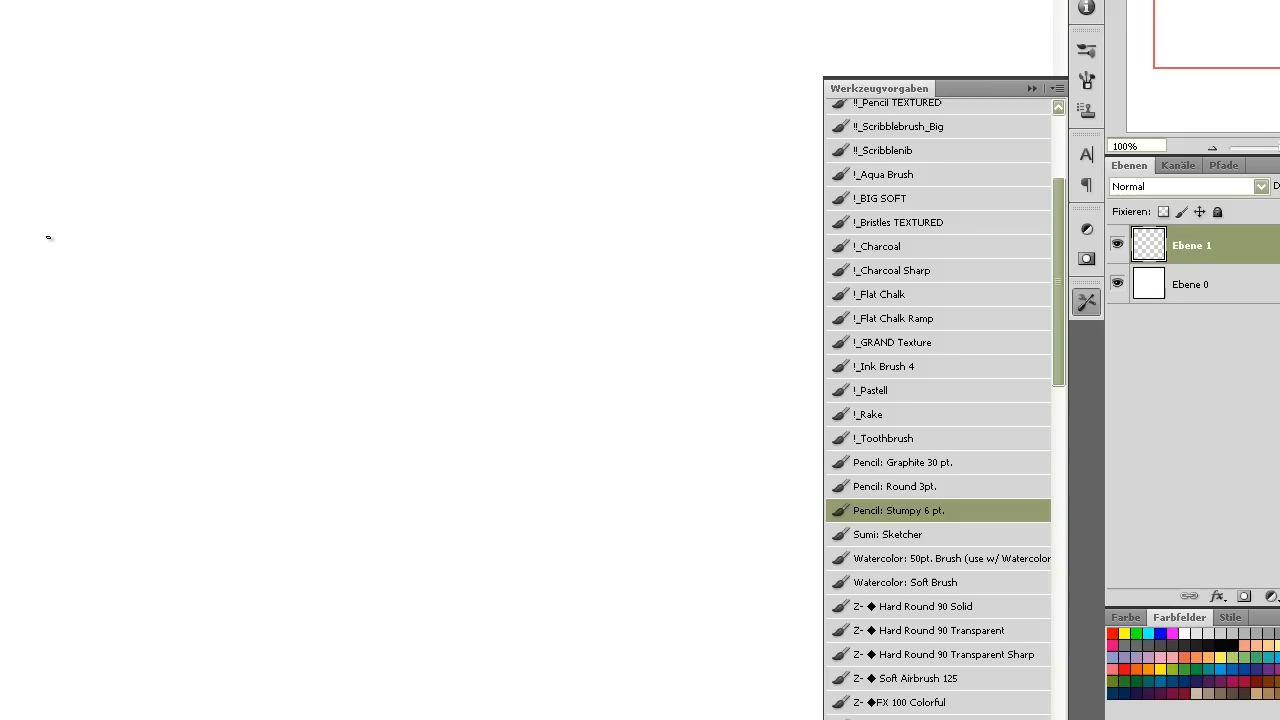 Werkzeugvorgaben
!!_Pencil TEXTURED
!!_Scribblebrush_Big
!!_Scribblenib
!_Aqua Brush
!_BIG SOFT
!_Bristles TEXTURED
!_Charcoal
!_Charcoal Sharp
!_Flat Chalk
!_Flat Chalk Ramp
!_GRAND Texture
!_Ink Brush 4
!_Pastell
!_Rake
!_Toothbrush
Pencil: Graphite 30 pt.
Pencil: Round 3pt.
Pencil: Stumpy 6 pt.
Sumi: Sketcher
Watercolor: 50pt. Brush (use w/ Watercolor
Watercolor: Soft Brush
Z- ◆ Hard Round 90 Solid
Z- ◆ Hard Round 90 Transparent
Z- ◆ Hard Round 90 Transparent Sharp
Z- ◆ Soft Airbrush 125
Z- ◆FX 100 Colorful
100%
Ebenen Kanäle Pfade
Normal
Fixieren:
Ebene 1
Ebene 0
fx
Farbe Farbfelder Stile